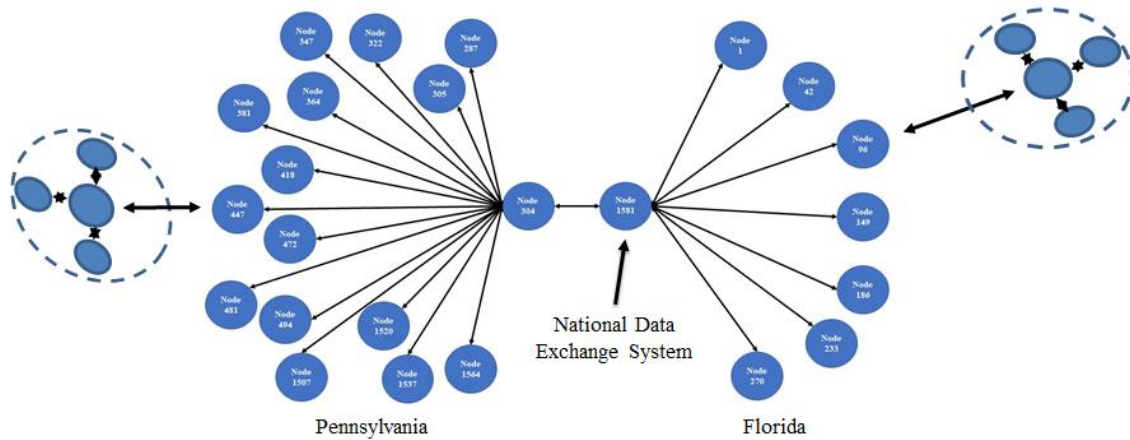 Node
347
Node
322
Node
287
Node
1
Node
305
Node
42
Node
364
Node
381
Node
96
Node
418
Node
447
Node
304
Node
1581
Node
149
Node
472
Node
481
Node
186
Node
494
Node
1520
National Data
Exchange System
Node
233
Node
1507
Node
1537
Node
1564
Node
270
Pennsylvania
Florida